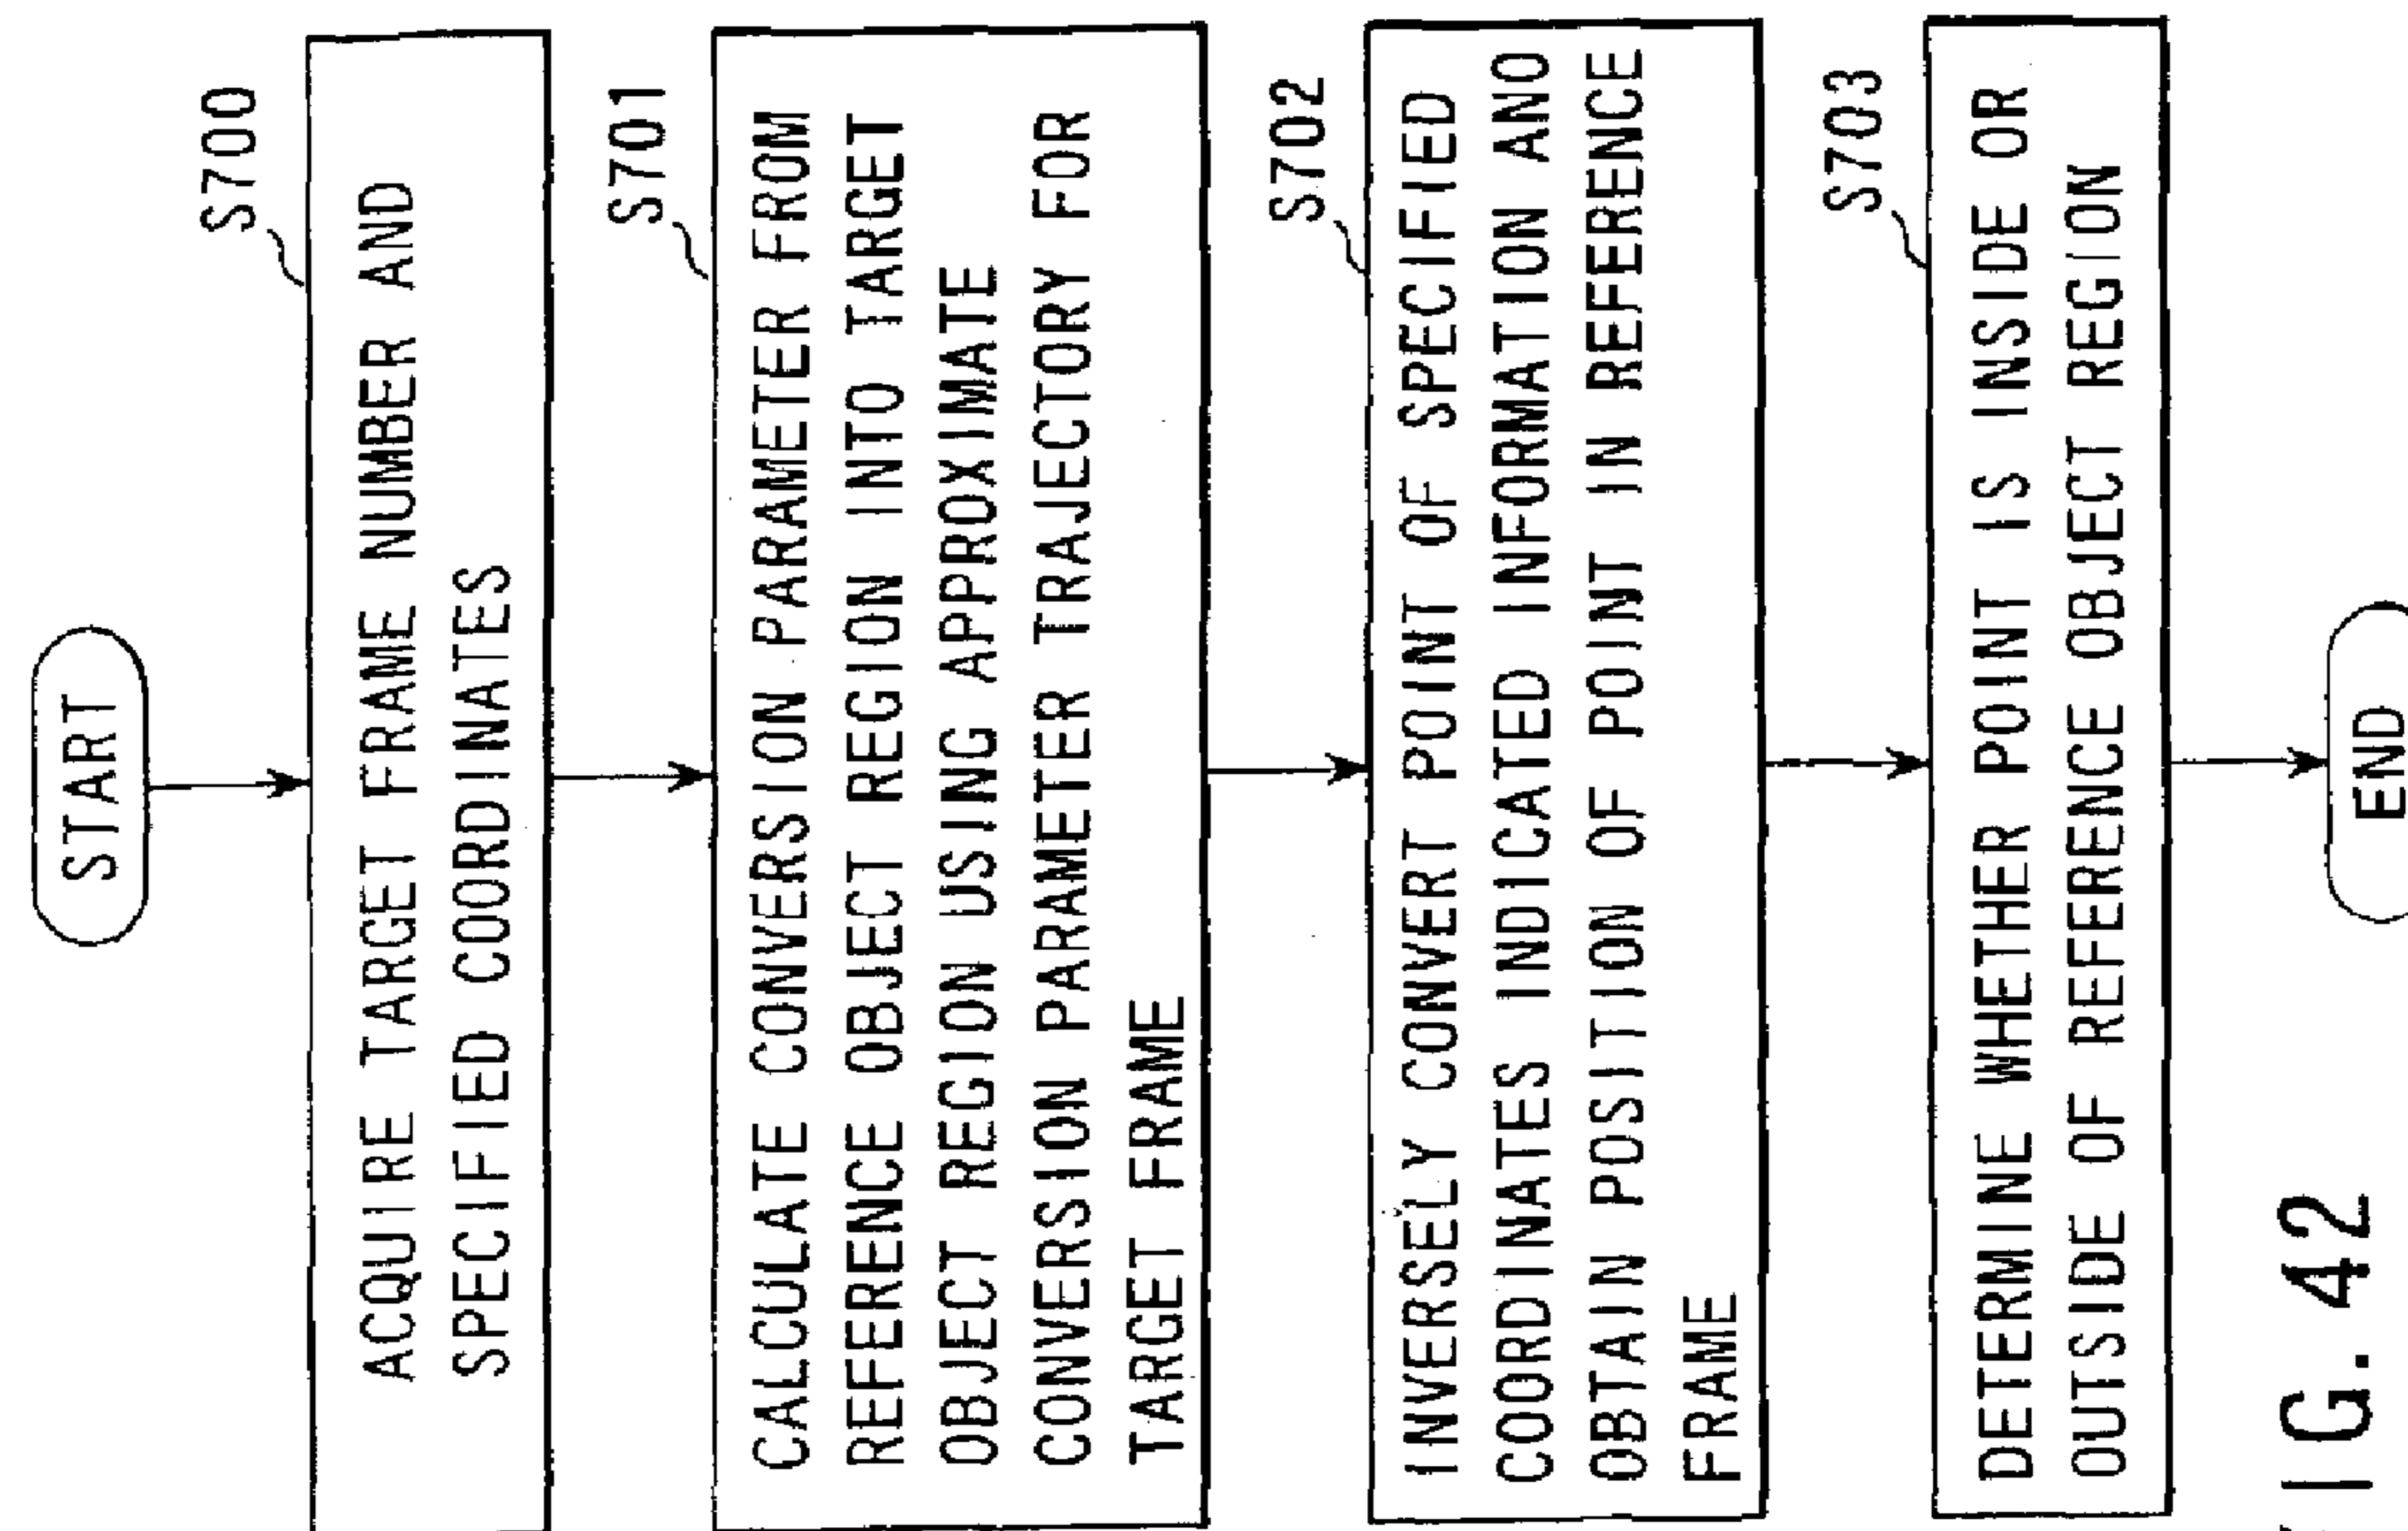 START
S700
ACQUIRE TARGET FRAME NUMBER AND
SPECIFIED COORDINATES
S701
CALCULATE CONVERSION PARAMETER FROM
REFERENCE OBJECT REGION INTO TARGET
OBJECT REGION USING APPROXIMATE
CONVERSION PARAMETER TRAJECTORY FOR
TARGET FRAME
S702
INVERSELY CONVERT POINT OF SPECIFIED
COORDINATES INDICATED INFORMATION AND
OBTAIN POSITION OF POINT IN REFERENCE
FRAME
S703
DETERMINE WHETHER POINT IS INSIDE OR
OUTSIDE OF REFERENCE OBJECT REGION
END
IG. 42